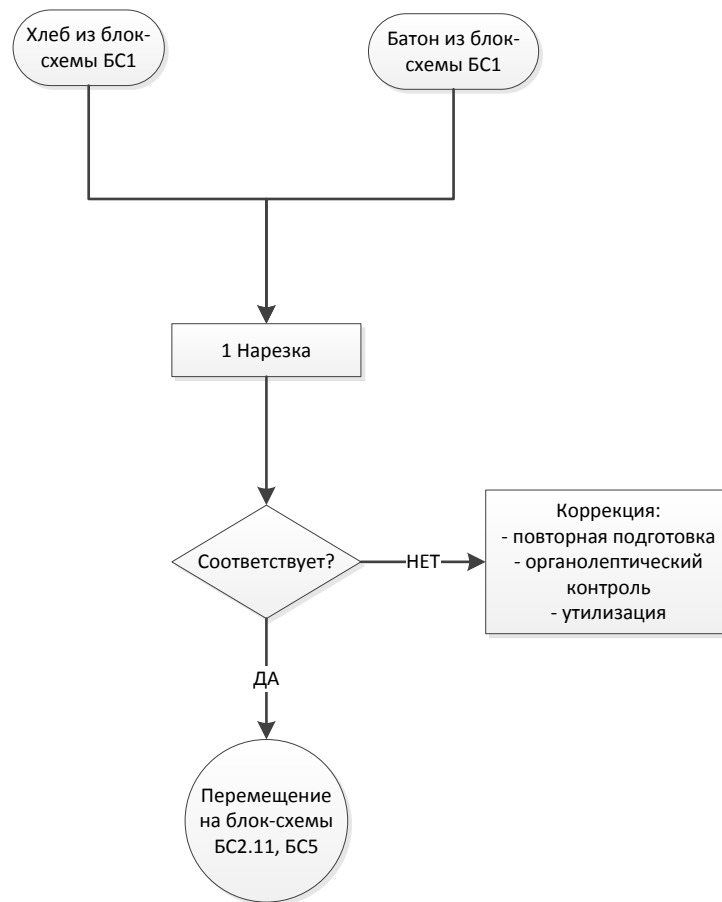 Хлеб из блок-
схемы БС1
Батон из блок-
схемы БС1
1 Нарезка
Соответствует?
НЕТ
Коррекция:
- повторная подготовка
- органолептический
контроль
- утилизация
ДА
Перемещение
на блок-схемы
БС2.11, БС5